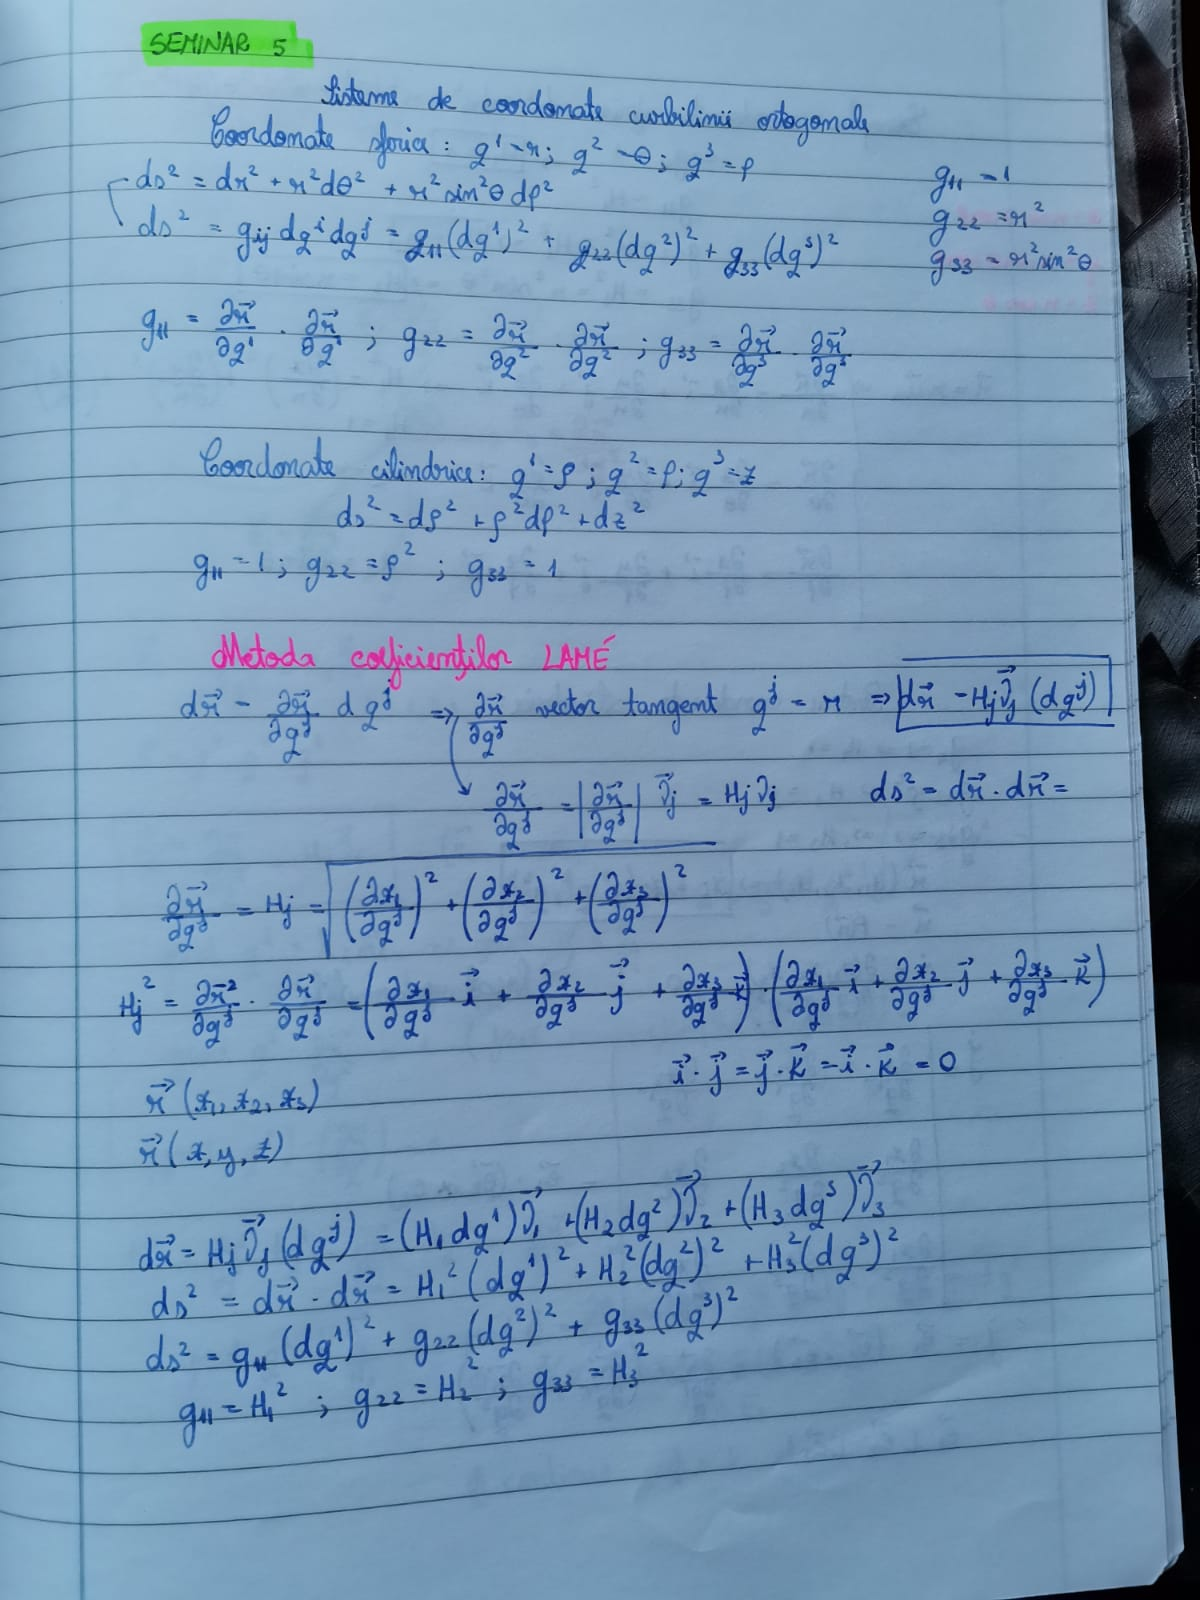 SEMINAR 5
Sisteme de coordonate curbilinii ortogonale
Coordonate sferice: q¹=r; q²=θ; q³=φ
ds² = dr² + r²dθ² + r²sin²θ dφ²
g₁₁ = 1
g₂₂ = r²
ds² = gᵢⱼ dqⁱ dqʲ = g₁₁(dq¹)² + g₂₂(dq²)² + g₃₃(dq³)²
g₃₃ = r²sin²θ
g₁₁ = ∂r⃗/∂q¹ · ∂r⃗/∂q¹ ; g₂₂ = ∂r⃗/∂q² · ∂r⃗/∂q² ; g₃₃ = ∂r⃗/∂q³ · ∂r⃗/∂q³
Coordonate cilindrice: q¹=ρ; q²=φ; q³=z
ds² = dρ² + ρ²dφ² + dz²
g₁₁ = 1; g₂₂ = ρ² ; g₃₃ = 1
Metoda coeficienților LAMÉ
dr⃗ = ∂r⃗/∂qʲ dqʲ ⇒ ∂r⃗/∂qʲ vector tangent qʲ = r ⇒ dr⃗ = Hⱼ (dqʲ)
∂r⃗/∂qʲ = |∂r⃗/∂qʲ| = Hⱼ
ds² = dr⃗ · dr⃗ =
∂r⃗/∂qʲ = Hⱼ = √((∂x₁/∂qʲ)² + (∂x₂/∂qʲ)² + (∂x₃/∂qʲ)²)
Hⱼ² = ∂r⃗/∂qʲ · ∂r⃗/∂qʲ = (∂x₁/∂qʲ i⃗ + ∂x₂/∂qʲ j⃗ + ∂x₃/∂qʲ k⃗) · (∂x₁/∂qʲ i⃗ + ∂x₂/∂qʲ j⃗ + ∂x₃/∂qʲ k⃗)
i⃗ · j⃗ = j⃗ · k⃗ = i⃗ · k⃗ = 0
r⃗ (x₁, x₂, x₃)
r⃗ (x, y, z)
dr⃗ = Hⱼ (dqʲ) = (H₁dq¹) + (H₂dq²) + (H₃dq³)
ds² = dr⃗ · dr⃗ = H₁²(dq¹)² + H₂²(dq²)² + H₃²(dq³)²
ds² = g₁₁(dq¹)² + g₂₂(dq²)² + g₃₃(dq³)²
g₁₁ = H₁² ; g₂₂ = H₂² ; g₃₃ = H₃²